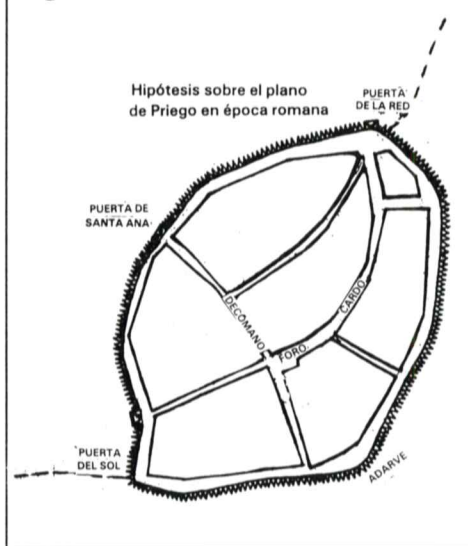 Hipótesis sobre el plano
de Priego en época romana
PUERTA
DE LA RED
PUERTA DE
SANTA ANA
DECOMANO
FORO
CARDO
PUERTA
DEL SOL
ADARVE